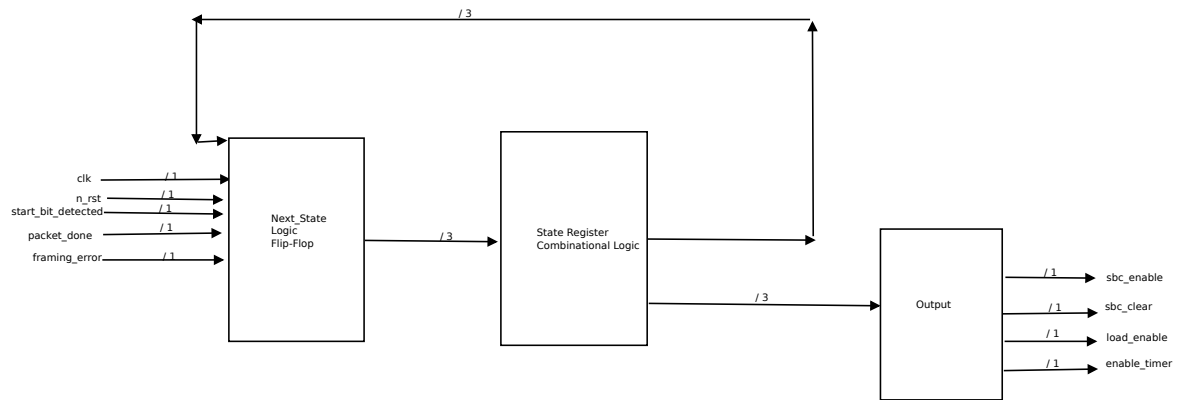 / 3
clk
/ 1
n_rst
/ 1
start_bit_detected
/ 1
packet_done
/ 1
framing_error
/ 1
Next_State
Logic
Flip-Flop
/ 3
State Register
Combinational Logic
/ 3
Output
/ 1
sbc_enable
/ 1
sbc_clear
/ 1
load_enable
/ 1
enable_timer